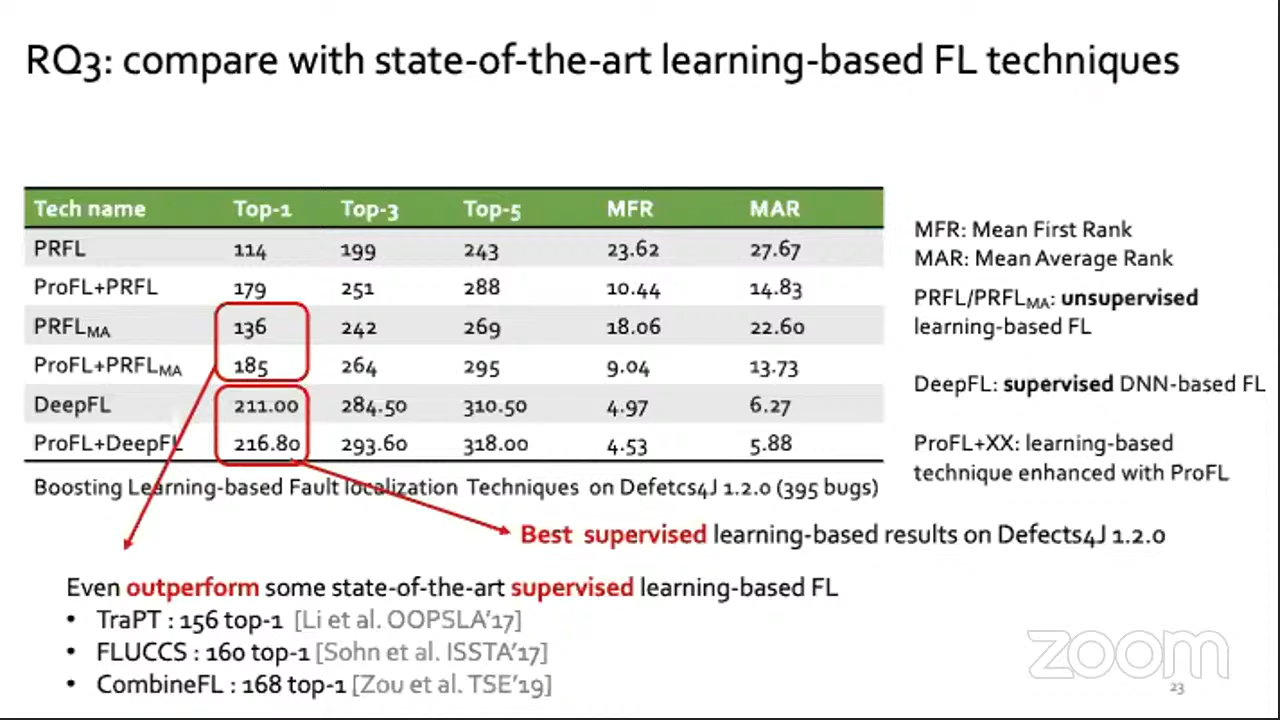 RQ3: compare with state-of-the-art learning-based FL techniques
Tech name Top-1 Top-3 Top-5 MFR MAR
PRFL 114 199 243 23.62 27.67
ProFL+PRFL 179 251 288 10.44 14.83
PRFLMA 136 242 269 18.06 22.60
ProFL+PRFLMA 185 264 295 9.04 13.73
DeepFL 211.00 284.50 310.50 4.97 6.27
ProFL+DeepFL 216.80 293.60 318.00 4.53 5.88
Boosting Learning-based Fault localization Techniques on Defetcs4J 1.2.0 (395 bugs)
MFR: Mean First Rank
MAR: Mean Average Rank
PRFL/PRFLMA: unsupervised
learning-based FL
DeepFL: supervised DNN-based FL
ProFL+XX: learning-based
technique enhanced with ProFL
Best supervised learning-based results on Defects4J 1.2.0
Even outperform some state-of-the-art supervised learning-based FL
• TraPT : 156 top-1 [Li et al. OOPSLA'17]
• FLUCCS : 160 top-1 [Sohn et al. ISSTA'17]
• CombineFL : 168 top-1 [Zou et al. TSE'19]
zoom
23